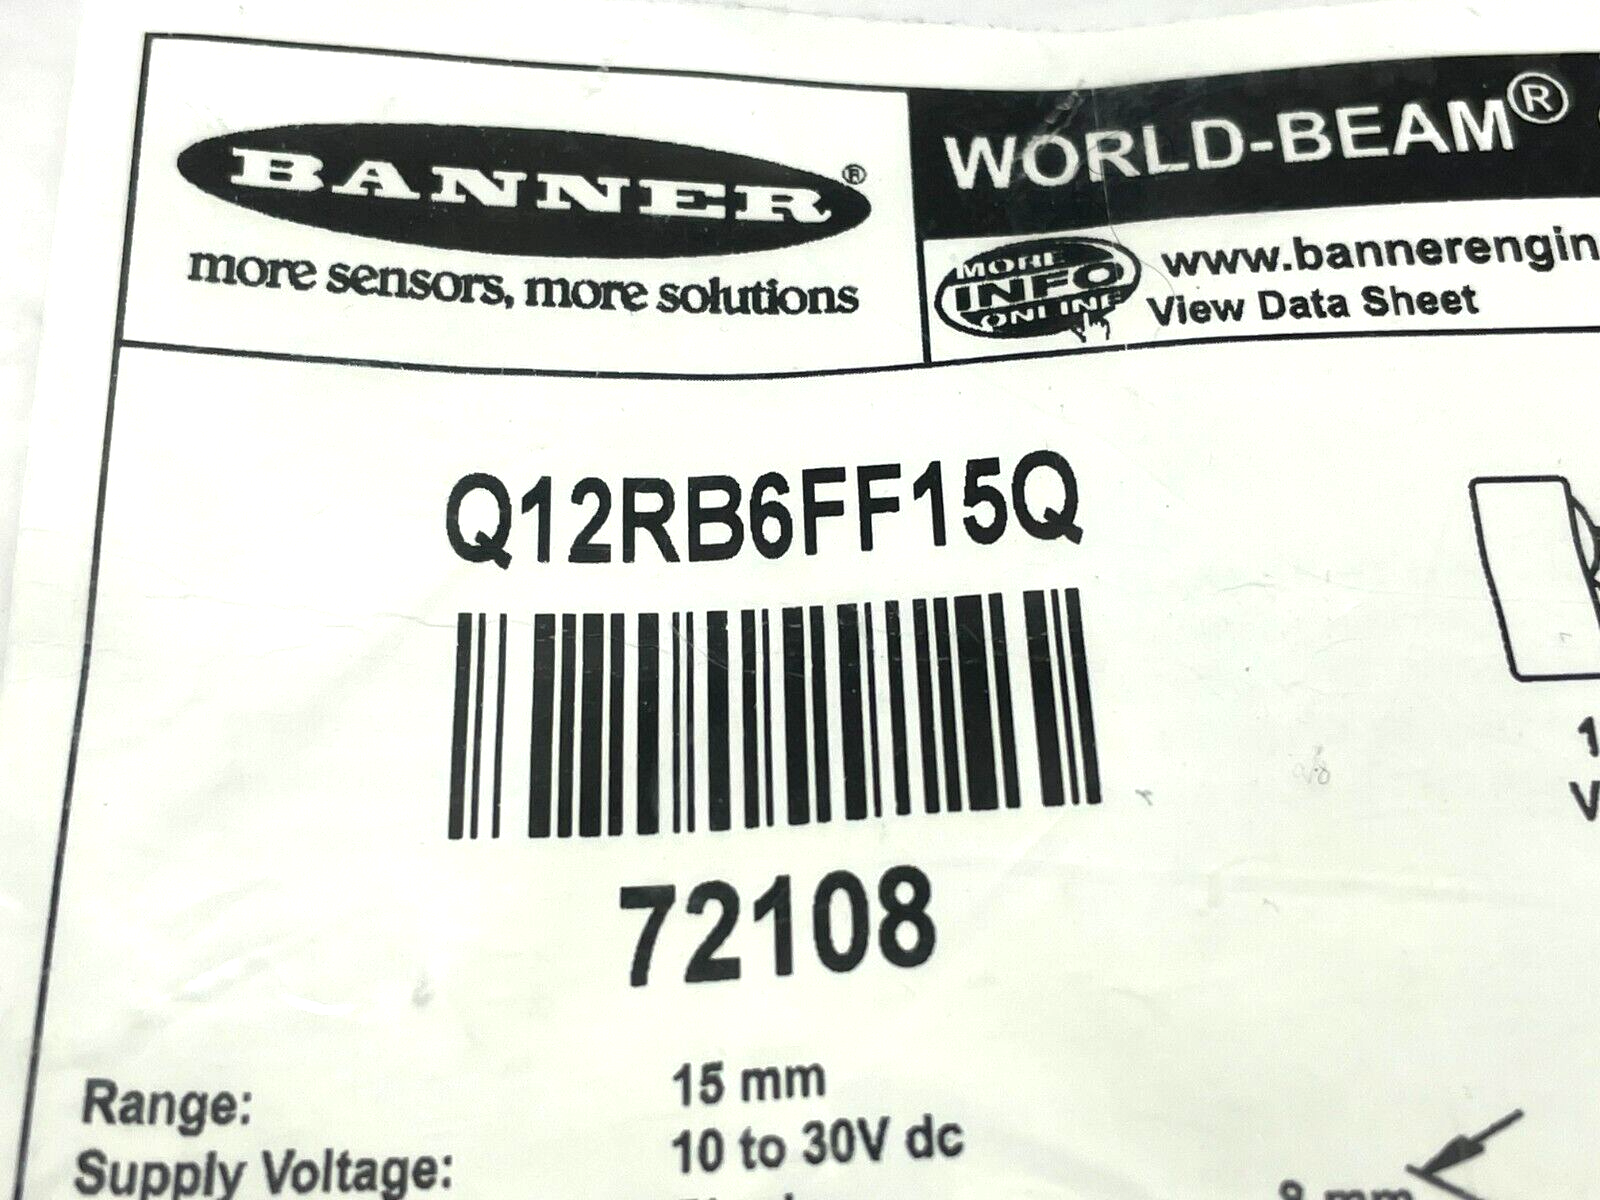 BANNER®
more sensors, more solutions
WORLD-BEAM®
MORE
INFO
ONLINE
www.bannerengin
View Data Sheet
Q12RB6FF15Q
72108
Range: 15 mm
Supply Voltage: 10 to 30V dc